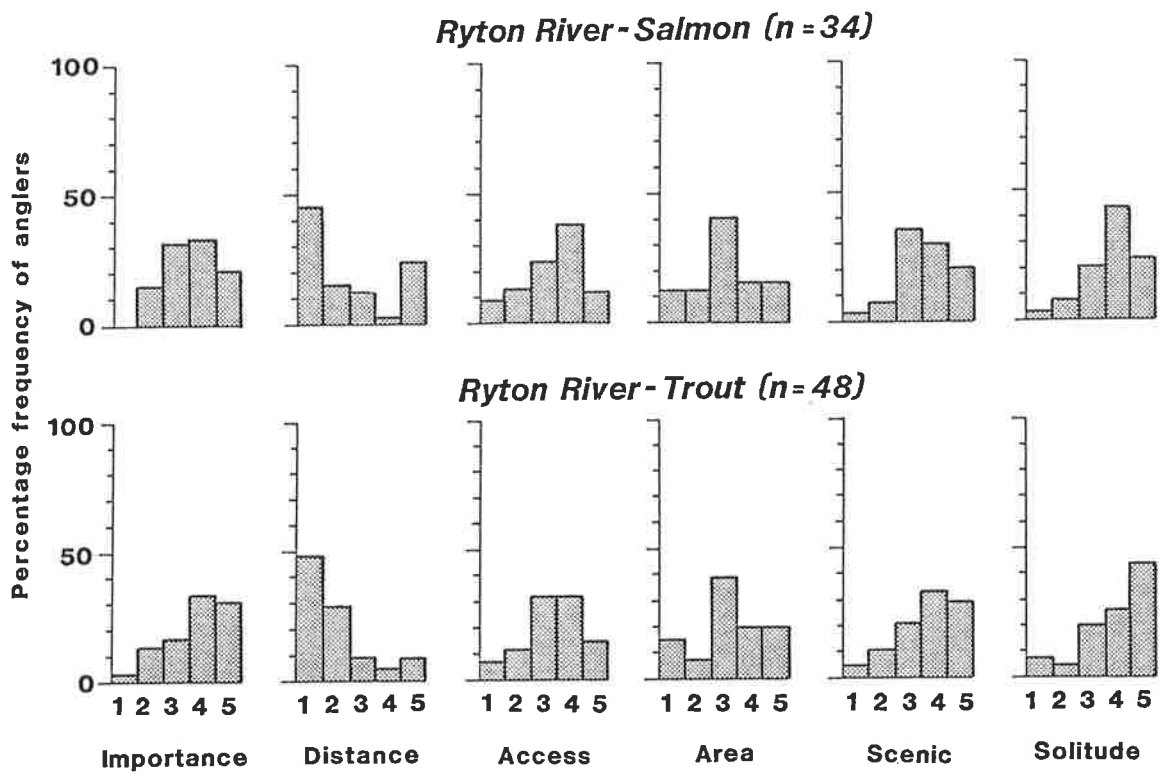 Ryton River-Salmon (n=34)
Percentage frequency of anglers
100
50
0
Ryton River-Trout (n=48)
100
50
0
1 2 3 4 5 1 2 3 4 5 1 2 3 4 5 1 2 3 4 5 1 2 3 4 5 1 2 3 4 5
Importance Distance Access Area Scenic Solitude